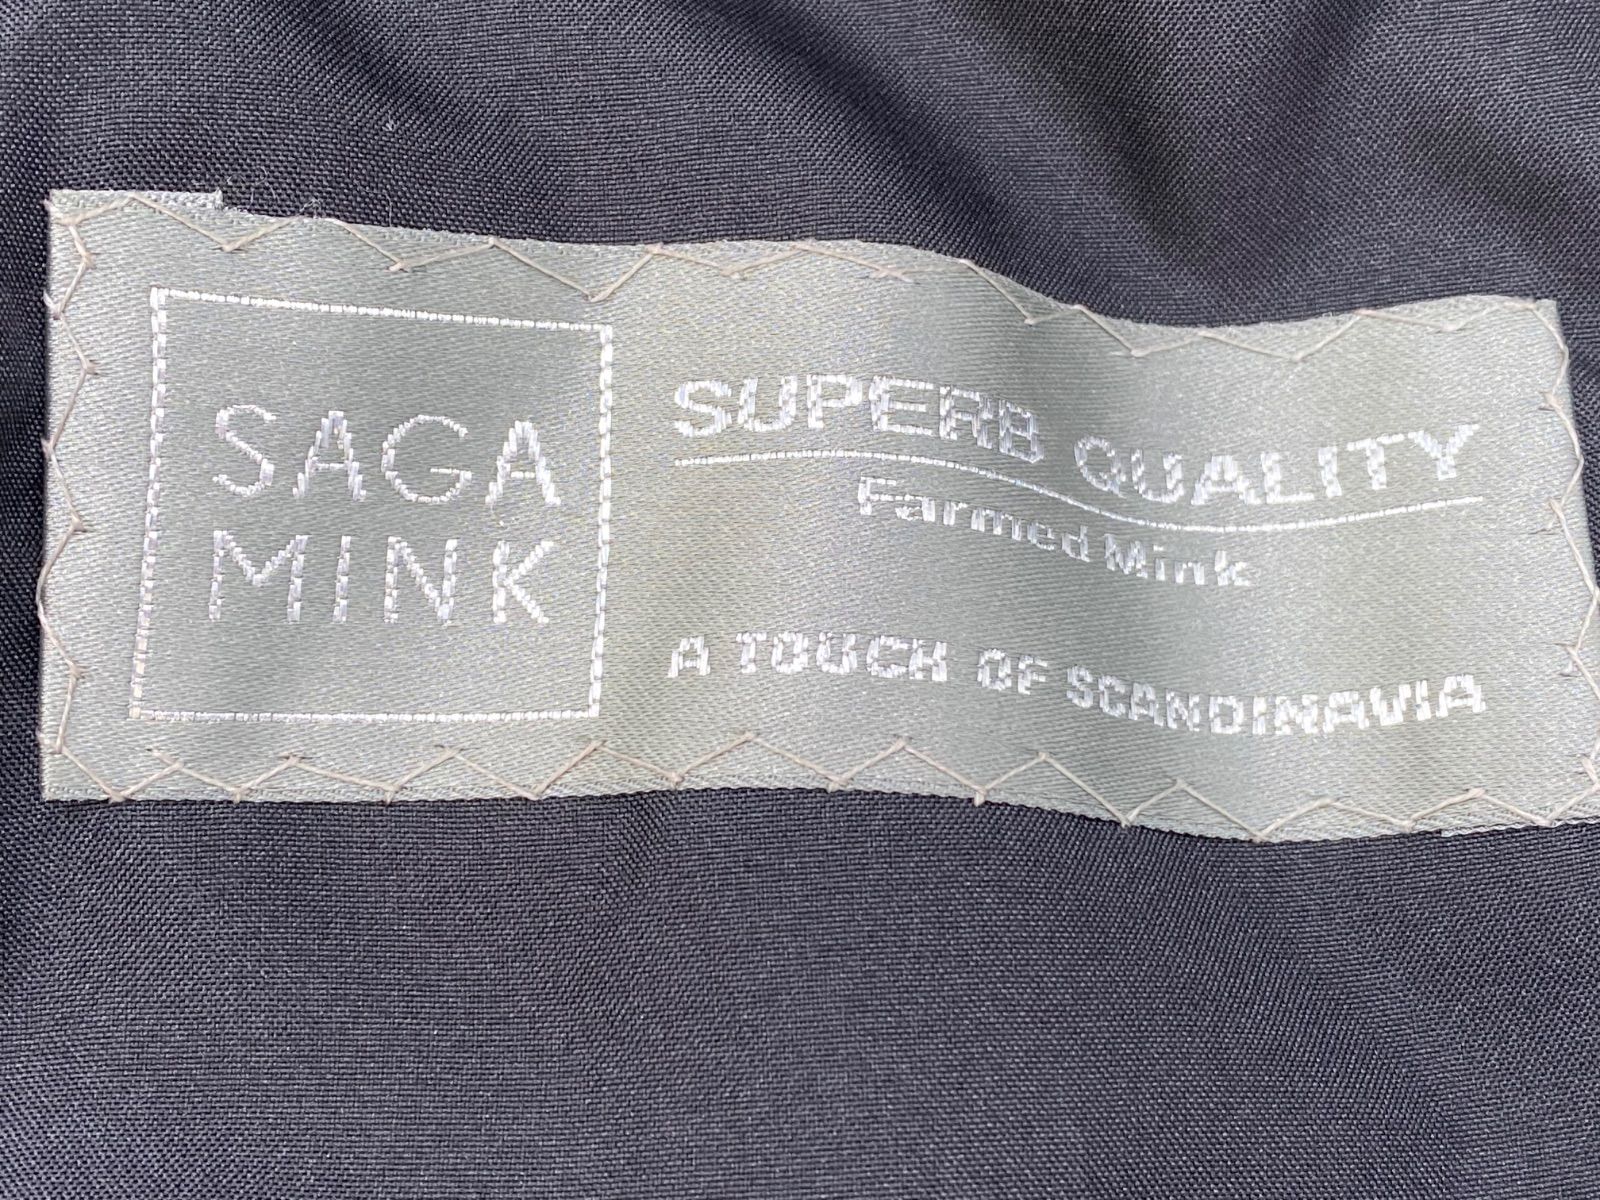 SAGA
MINK
SUPERB QUALITY
Farmed Mink
A TOUCH OF SCANDINAVIA